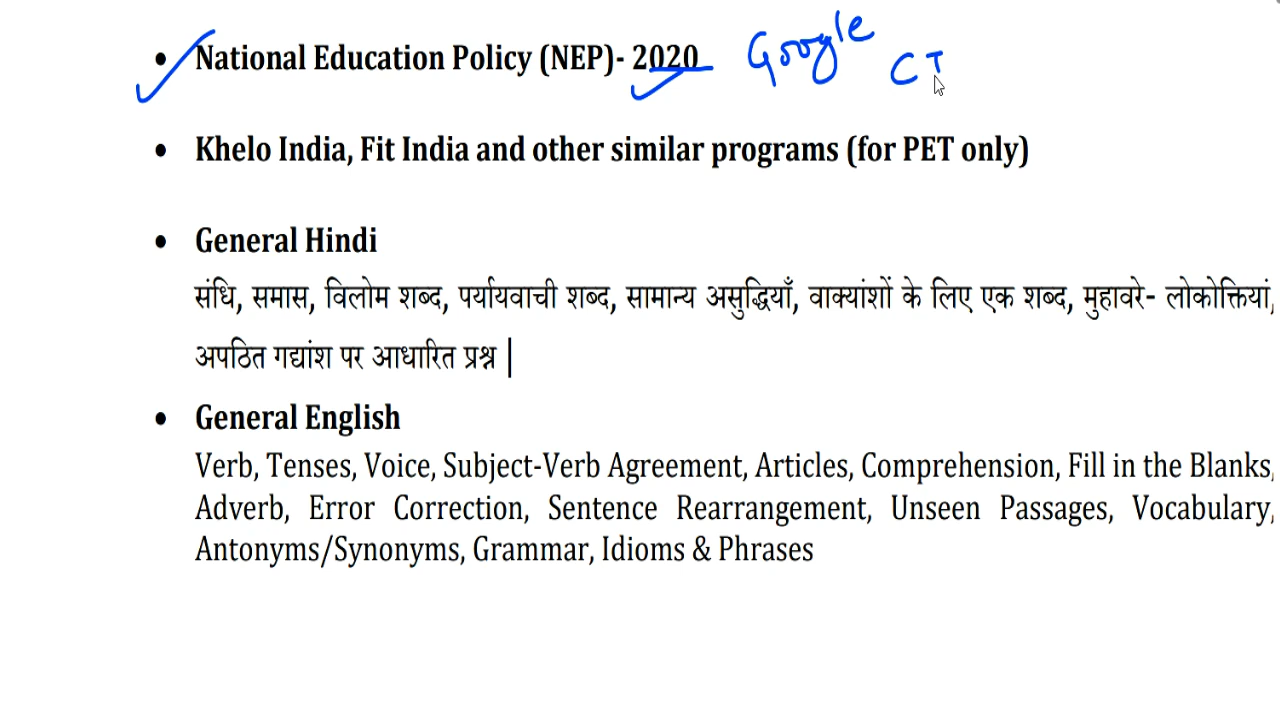 • National Education Policy (NEP)- 2020 Google CT
• Khelo India, Fit India and other similar programs (for PET only)
• General Hindi
संधि, समास, विलोम शब्द, पर्यायवाची शब्द, सामान्य असुद्धियाँ, वाक्यांशों के लिए एक शब्द, मुहावरे- लोकोक्तियां,
अपठित गद्यांश पर आधारित प्रश्न |
• General English
Verb, Tenses, Voice, Subject-Verb Agreement, Articles, Comprehension, Fill in the Blanks,
Adverb, Error Correction, Sentence Rearrangement, Unseen Passages, Vocabulary,
Antonyms/Synonyms, Grammar, Idioms & Phrases